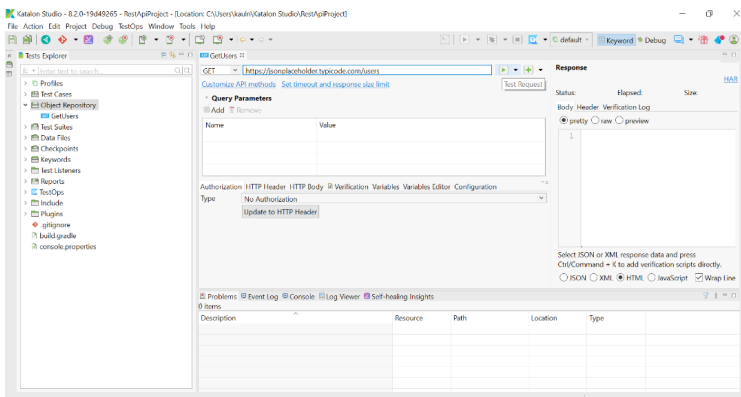 Katalon Studio - 8.2.0-19d49265 - RestApiProject - [Location: C:\Users\kauln\Katalon Studio\RestApiProject]
File Action Edit Project Debug TestOps Window Tools Help
default Keyword Debug
Tests Explorer
Enter text to search...
Profiles
Test Cases
Object Repository
GetUsers
Test Suites
Data Files
Checkpoints
Keywords
Test Listeners
Reports
TestOps
Include
Plugins
.gitignore
build.gradle
console.properties
GetUsers
GET https://jsonplaceholder.typicode.com/users
Customize API methods Set timeout and response size limit
Test Request
Query Parameters
Add Remove
Name Value
Authorization HTTP Header HTTP Body Verification Variables Variables Editor Configuration
Type No Authorization
Update to HTTP Header
Response
HAR
Status: Elapsed: Size:
Body Header Verification Log
pretty raw preview
1
Select JSON or XML response data and press
Ctrl/Command + K to add verification scripts directly.
JSON XML HTML JavaScript Wrap Line
Problems Event Log Console Log Viewer Self-healing Insights
0 items
Description Resource Path Location Type